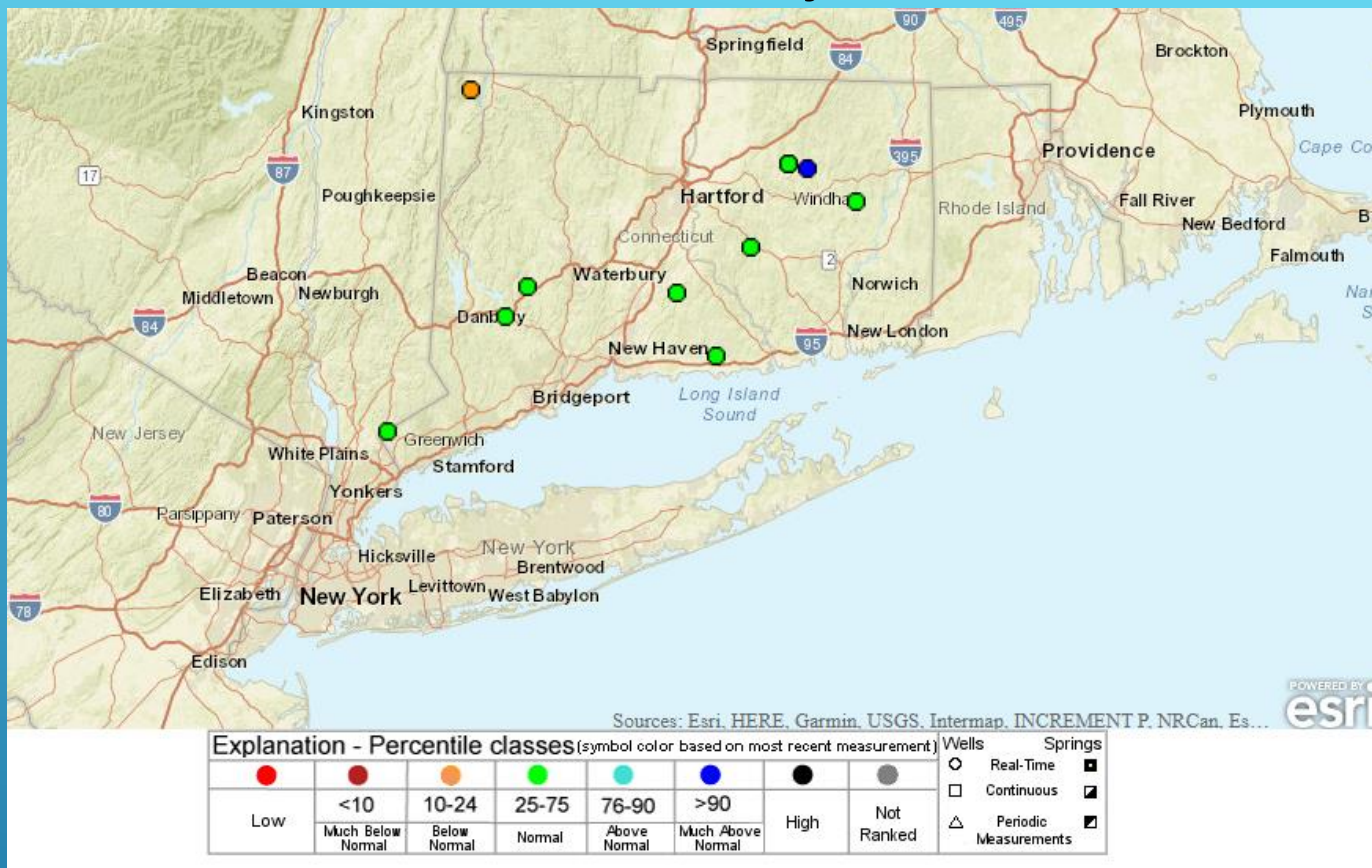 90
495
Springfield
Brockton
84
Kingston
Plymouth
395
Providence
Cape Co
87
17
Poughkeepsie
Hartford
Windha
Rhode Island
Fall River
New Bedford
B
Connecticut
2
Falmouth
Beacon
Waterbury
Norwich
Middletown
Newburgh
Nan
S
84
Danbury
New London
95
New Haven
Bridgeport
Long Island
Sound
New Jersey
Greenwich
White Plains
Stamford
Yonkers
80
Parsippany
Paterson
Hicksville
New York
Brentwood
Elizabeth
New York
Levittown
West Babylon
78
Edison
POWERED BY
esri
Sources: Esri, HERE, Garmin, USGS, Intermap, INCREMENT P, NRCan, Es...
Explanation - Percentile classes (symbol color based on most recent measurement)
Low
<10
10-24
25-75
76-90
>90
High
Not
Ranked
Much Below
Normal
Below
Normal
Normal
Above
Normal
Much Above
Normal
Wells Springs
Real-Time
Continuous
Periodic
Measurements